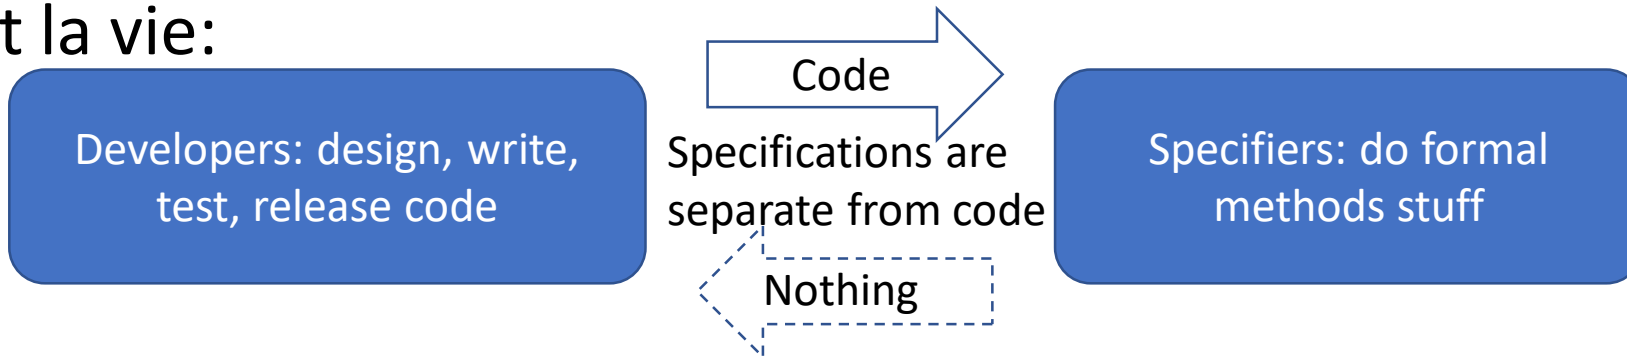 t la vie:
Developers: design, write,
test, release code
Code
Specifications are
separate from code
Nothing
Specifiers: do formal
methods stuff